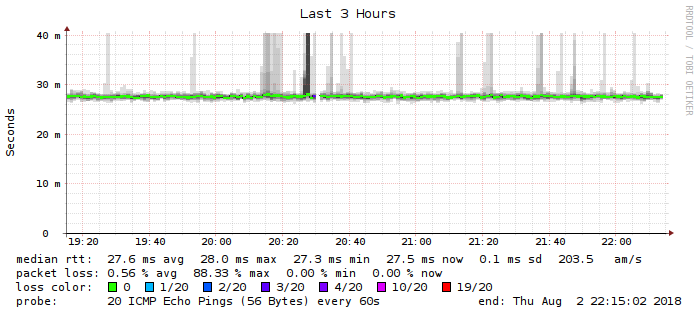 Last 3 Hours
RRDTOOL / TOBI OETIKER
Seconds
40 m
30 m
20 m
10 m
0
19:20 19:40 20:00 20:20 20:40 21:00 21:20 21:40 22:00
median rtt: 27.6 ms avg 28.0 ms max 27.3 ms min 27.5 ms now 0.1 ms sd 203.5 am/s
packet loss: 0.56 % avg 88.33 % max 0.00 % min 0.00 % now
loss color: 0 1/20 2/20 3/20 4/20 10/20 19/20
probe: 20 ICMP Echo Pings (56 Bytes) every 60s end: Thu Aug 2 22:15:02 2018